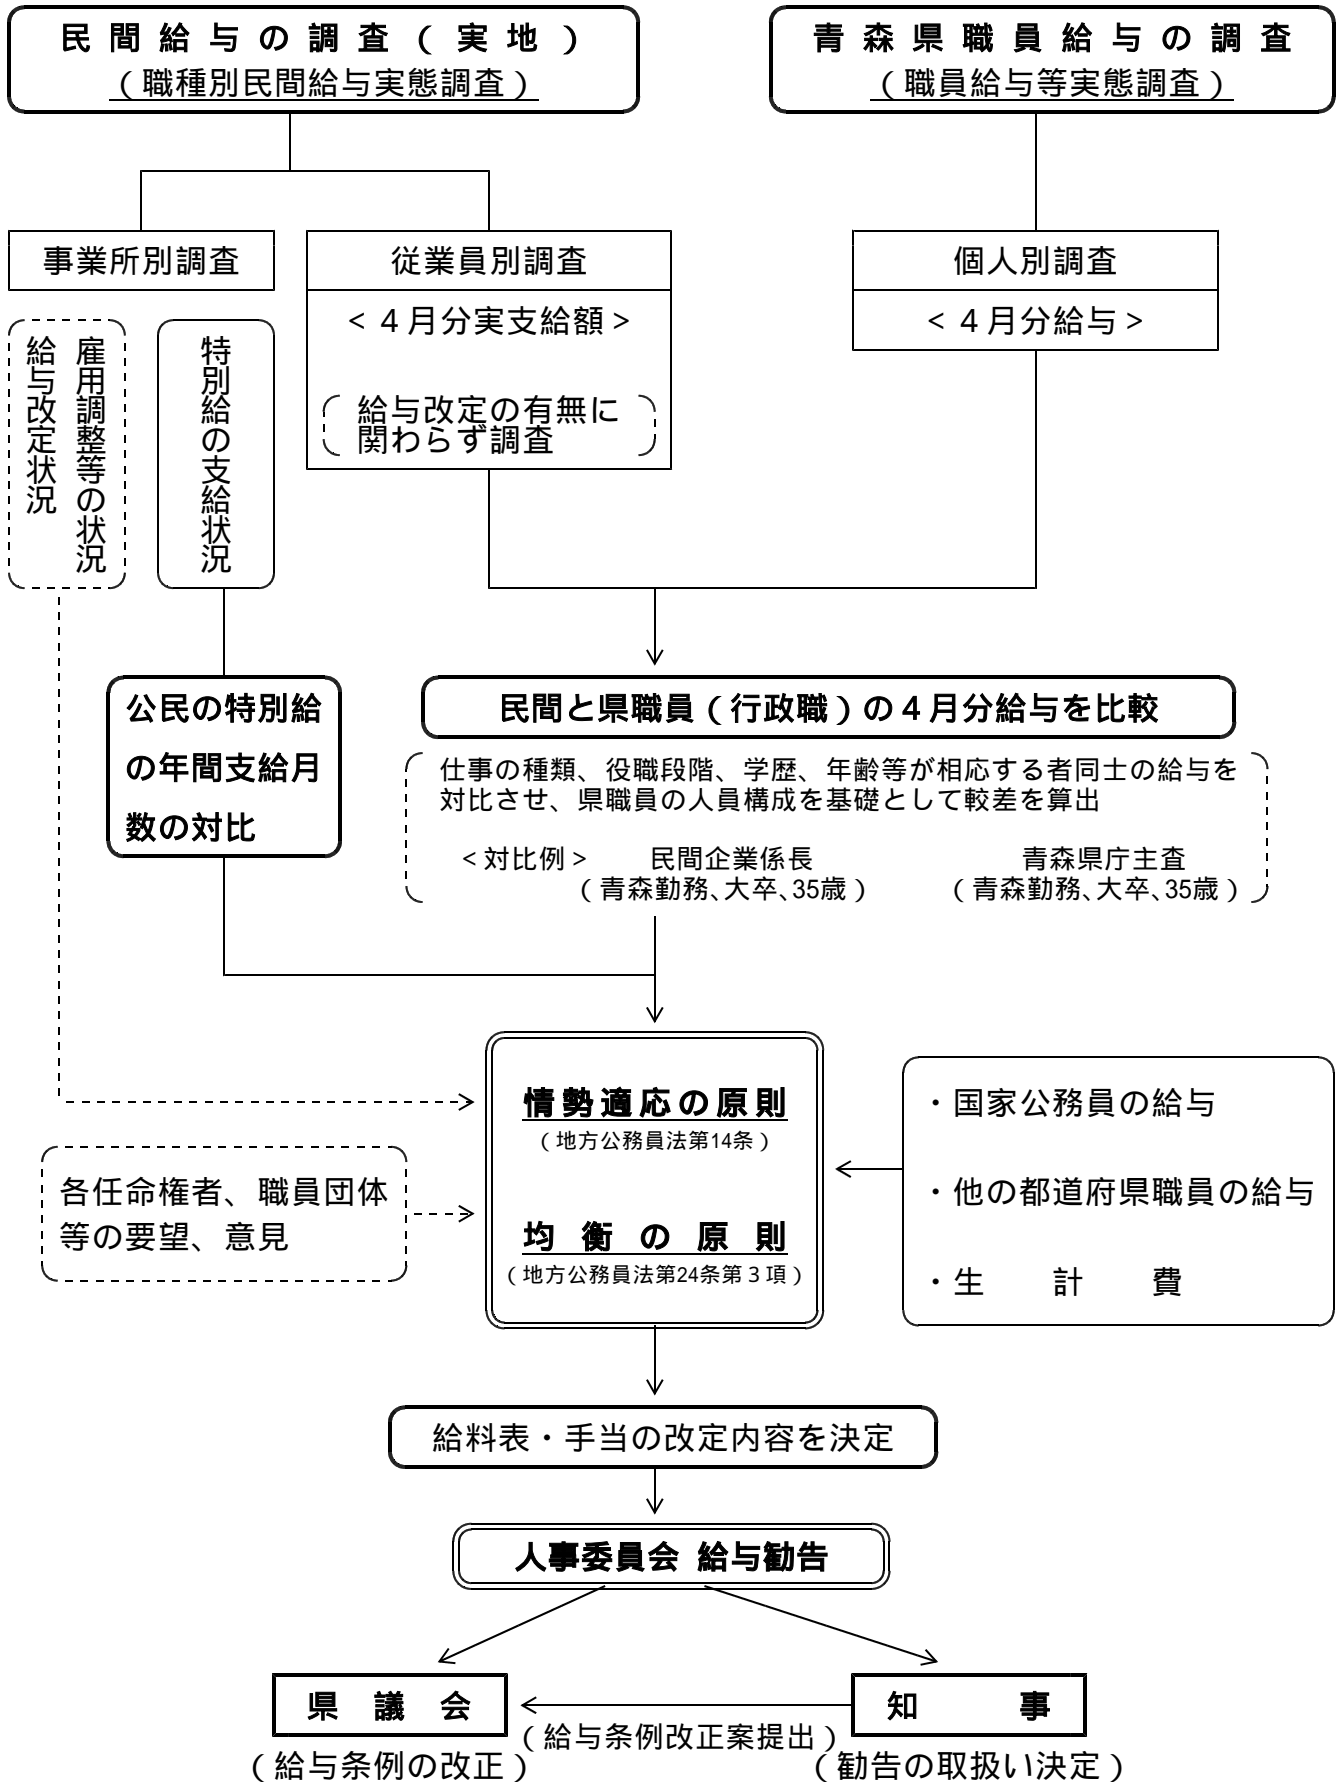 民間給与の調査（実地）
（職種別民間給与実態調査）
青森県職員給与の調査
（職員給与等実態調査）
事業所別調査
従業員別調査
＜４月分実支給額＞
給与改定の有無に
関わらず調査
個人別調査
＜４月分給与＞
雇用調整等の状況
給与改定状況
特別給の支給状況
公民の特別給
の年間支給月
数の対比
民間と県職員（行政職）の４月分給与を比較
仕事の種類、役職段階、学歴、年齢等が相応する者同士の給与を
対比させ、県職員の人員構成を基礎として較差を算出
＜対比例＞　民間企業係長　青森県庁主査
（青森勤務、大卒、35歳）　（青森勤務、大卒、35歳）
情勢適応の原則
（地方公務員法第14条）
均衡の原則
（地方公務員法第24条第３項）
各任命権者、職員団体
等の要望、意見
・国家公務員の給与
・他の都道府県職員の給与
・生計費
給料表・手当の改定内容を決定
人事委員会 給与勧告
県議会
知事
（給与条例改正案提出）
（給与条例の改正）
（勧告の取扱い決定）